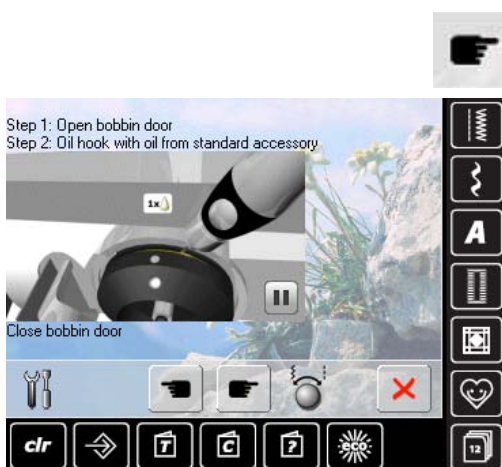 Step 1: Open bobbin door
Step 2: Oil hook with oil from standard accessory
1x
Close bobbin door
A
12
clr
T
C
?
eco